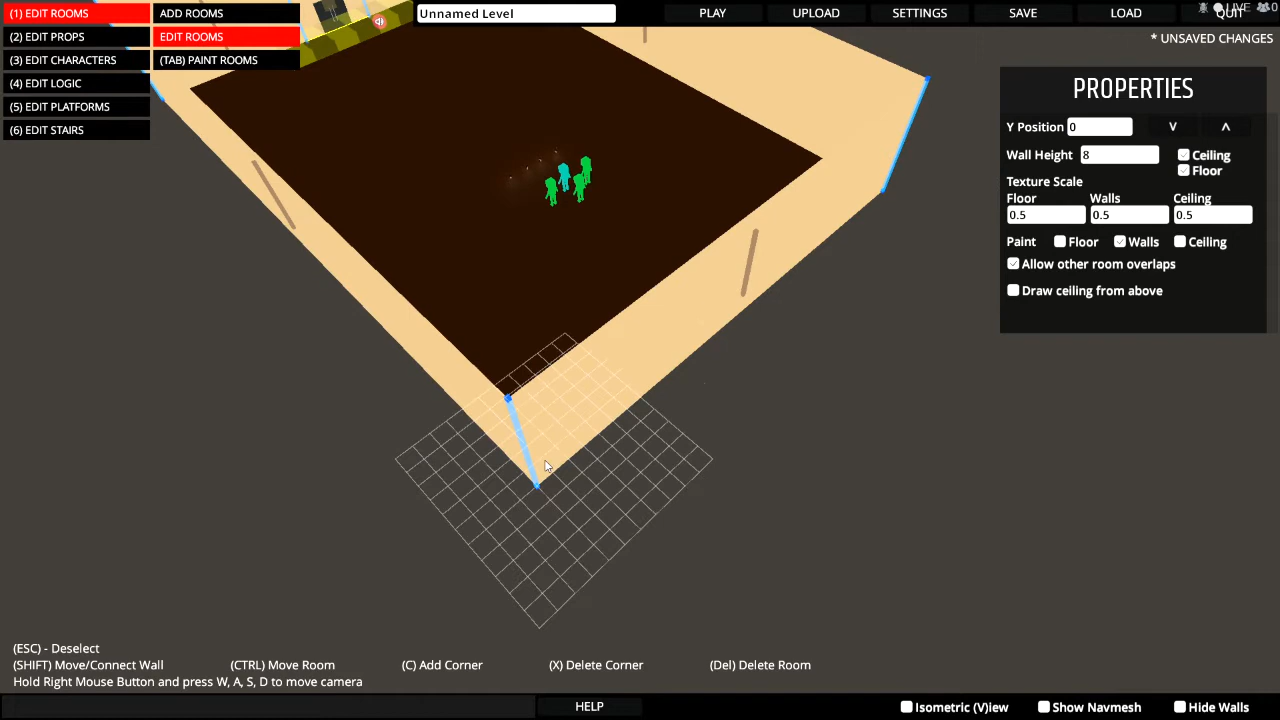 (1) EDIT ROOMS
ADD ROOMS
Unnamed Level
PLAY
UPLOAD
SETTINGS
SAVE
LOAD
QUIT
(2) EDIT PROPS
EDIT ROOMS
* UNSAVED CHANGES
(3) EDIT CHARACTERS
(TAB) PAINT ROOMS
(4) EDIT LOGIC
(5) EDIT PLATFORMS
(6) EDIT STAIRS
PROPERTIES
Y Position 0 V ʌ
Wall Height 8
Ceiling
Floor
Texture Scale
Floor Walls Ceiling
0.5 0.5 0.5
Paint Floor Walls Ceiling
Allow other room overlaps
Draw ceiling from above
(ESC) - Deselect
(SHIFT) Move/Connect Wall (CTRL) Move Room (C) Add Corner (X) Delete Corner (Del) Delete Room
Hold Right Mouse Button and press W, A, S, D to move camera
HELP
Isometric (V)iew
Show Navmesh
Hide Walls